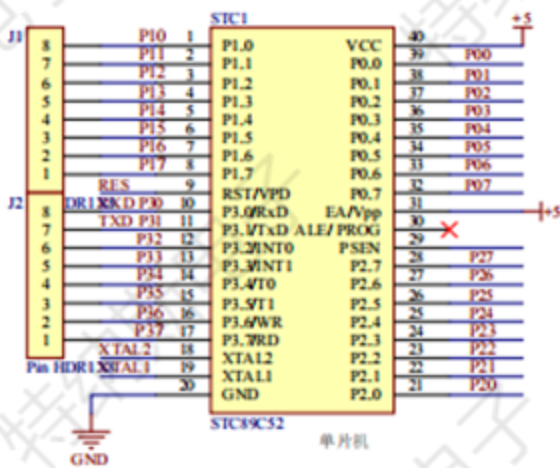 STC1
+5
J1
8 P10 1 P1.0 VCC 40
7 P11 2 P1.1 P0.0 39 P00
6 P12 3 P1.2 P0.1 38 P01
5 P13 4 P1.3 P0.2 37 P02
4 P14 5 P1.4 P0.3 36 P03
3 P15 6 P1.5 P0.4 35 P04
2 P16 7 P1.6 P0.5 34 P05
1 P17 8 P1.7 P0.6 33 P06
RES 9 RST/VPD P0.7 32 P07
J2
8 RXD P30 10 P3.0/RxD EA/Vpp 31 +5
7 TXD P31 11 P3.1/TxD ALE/PROG 30
6 P32 12 P3.2/INT0 PSEN 29
5 P33 13 P3.3/INT1 P2.7 28 P27
4 P34 14 P3.4/T0 P2.6 27 P26
3 P35 15 P3.5/T1 P2.5 26 P25
2 P36 16 P3.6/WR P2.4 25 P24
1 P37 17 P3.7/RD P2.3 24 P23
XTAL2 18 XTAL2 P2.2 23 P22
Pin XTAL1 19 XTAL1 P2.1 22 P21
20 GND P2.0 21 P20
STC89C52
单片机
GND